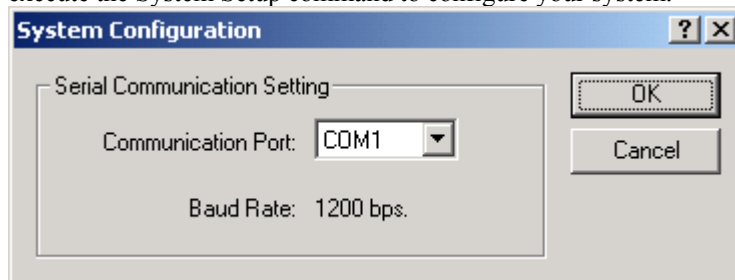 execute the System Setup command to configure your system.
System Configuration
Serial Communication Setting
OK
Communication Port: COM1
Cancel
Baud Rate: 1200 bps.